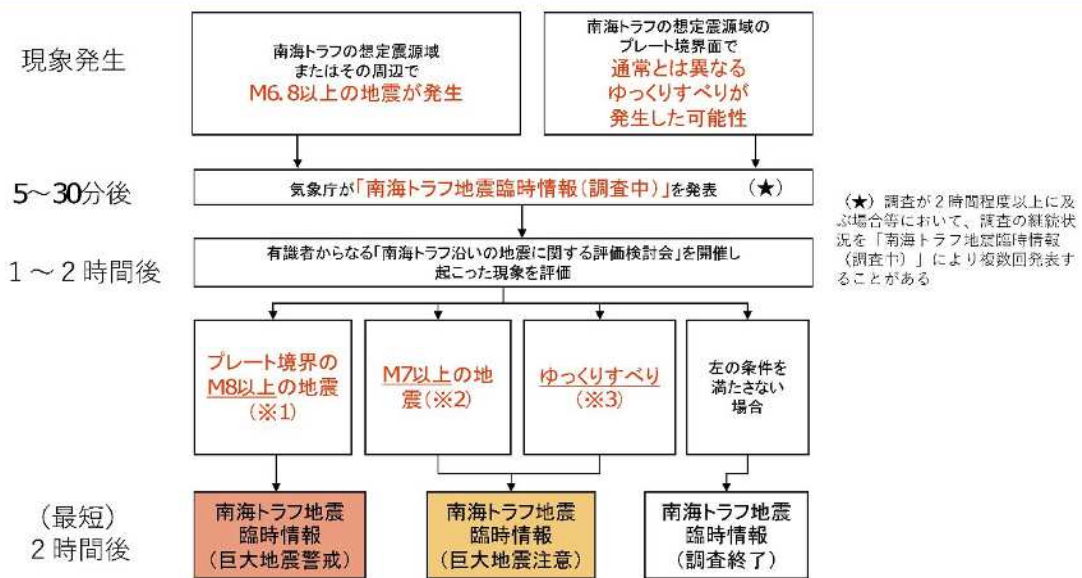 現象発生
南海トラフの想定震源域
またはその周辺で
M6.8以上の地震が発生
南海トラフの想定震源域の
プレート境界面で
通常とは異なる
ゆっくりすべりが
発生した可能性
5～30分後
気象庁が「南海トラフ地震臨時情報(調査中)」を発表 (★)
(★)調査が2時間程度以上に及
ぶ場合等において、調査の継続状
況を「南海トラフ地震臨時情報
(調査中)」により複数回発表す
ることがある
1～2時間後
有識者からなる「南海トラフ沿いの地震に関する評価検討会」を開催し
起こった現象を評価
プレート境界の
M8以上の地震
(※1)
M7以上の地
震(※2)
ゆっくりすべり
(※3)
左の条件を
満たさない
場合
(最短)
2時間後
南海トラフ地震
臨時情報
(巨大地震警戒)
南海トラフ地震
臨時情報
(巨大地震注意)
南海トラフ地震
臨時情報
(調査終了)